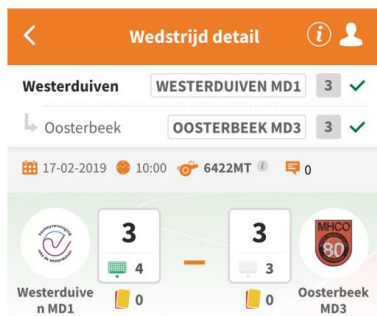 Wedstrijd detail i
Westerduiven WESTERDUIVEN MD1 3
Oosterbeek OOSTERBEEK MD3 3
17-02-2019 10:00 6422MT i 0
3 3
4 3
0 0
Westerduive
n MD1
MHCO
80
Oosterbeek
MD3